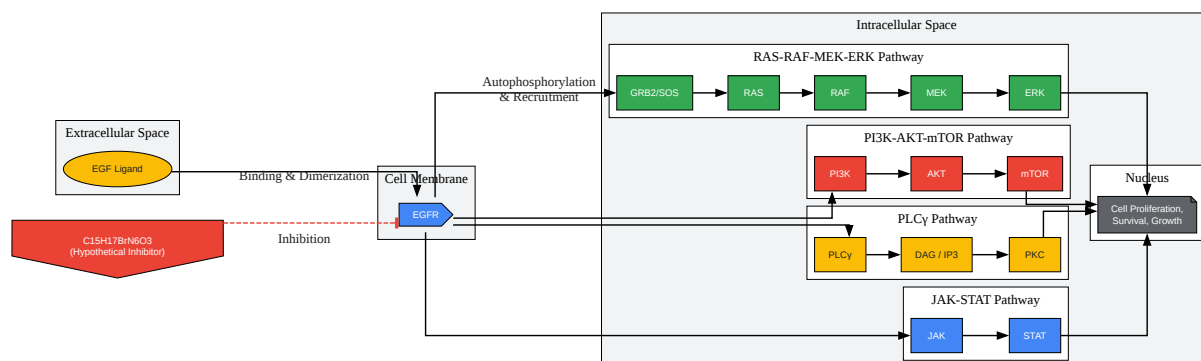 Intracellular Space
RAS-RAF-MEK-ERK Pathway
Autophosphorylation
& Recruitment
GRB2/SOS
RAS
RAF
MEK
ERK
Extracellular Space
EGF Ligand
Binding & Dimerization
Cell Membrane
EGFR
C15H17BrN6O3
(Hypothetical Inhibitor)
Inhibition
PI3K-AKT-mTOR Pathway
PI3K
AKT
mTOR
Nucleus
Cell Proliferation,
Survival, Growth
PLCγ Pathway
PLCγ
DAG / IP3
PKC
JAK-STAT Pathway
JAK
STAT